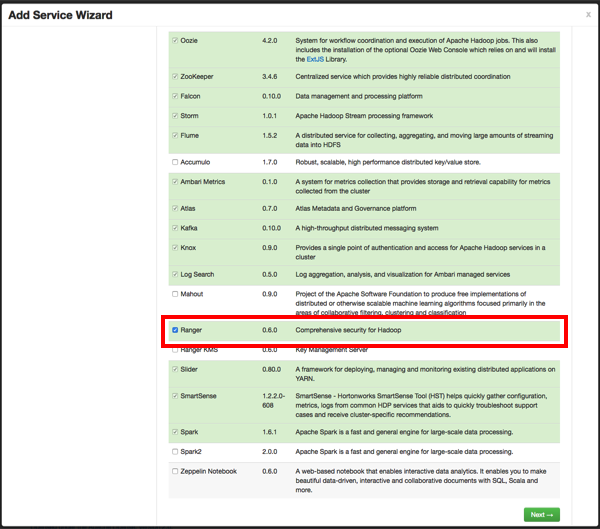 Add Service Wizard x
Oozie 4.2.0 System for workflow coordination and execution of Apache Hadoop jobs. This also
includes the installation of the optional Oozie Web Console which relies on and will install
the ExtJS Library.
ZooKeeper 3.4.6 Centralized service which provides highly reliable distributed coordination
Falcon 0.10.0 Data management and processing platform
Storm 1.0.1 Apache Hadoop Stream processing framework
Flume 1.5.2 A distributed service for collecting, aggregating, and moving large amounts of streaming
data into HDFS
Accumulo 1.7.0 Robust, scalable, high performance distributed key/value store.
Ambari Metrics 0.1.0 A system for metrics collection that provides storage and retrieval capability for metrics
collected from the cluster
Atlas 0.7.0 Atlas Metadata and Governance platform
Kafka 0.10.0 A high-throughput distributed messaging system
Knox 0.9.0 Provides a single point of authentication and access for Apache Hadoop services in a
cluster
Log Search 0.5.0 Log aggregation, analysis, and visualization for Ambari managed services
Mahout 0.9.0 Project of the Apache Software Foundation to produce free implementations of
distributed or otherwise scalable machine learning algorithms focused primarily in the
areas of collaborative filtering, clustering and classification
Ranger 0.6.0 Comprehensive security for Hadoop
Ranger KMS 0.6.0 Key Management Server
Slider 0.80.0 A framework for deploying, managing and monitoring existing distributed applications on
YARN.
SmartSense 1.2.2.0- SmartSense - Hortonworks SmartSense Tool (HST) helps quickly gather configuration,
608 metrics, logs from common HDP services that aids to quickly troubleshoot support
cases and receive cluster-specific recommendations.
Spark 1.6.1 Apache Spark is a fast and general engine for large-scale data processing.
Spark2 2.0.0 Apache Spark is a fast and general engine for large-scale data processing.
Zeppelin Notebook 0.6.0 A web-based notebook that enables interactive data analytics. It enables you to make
beautiful data-driven, interactive and collaborative documents with SQL, Scala and
more.
Next →